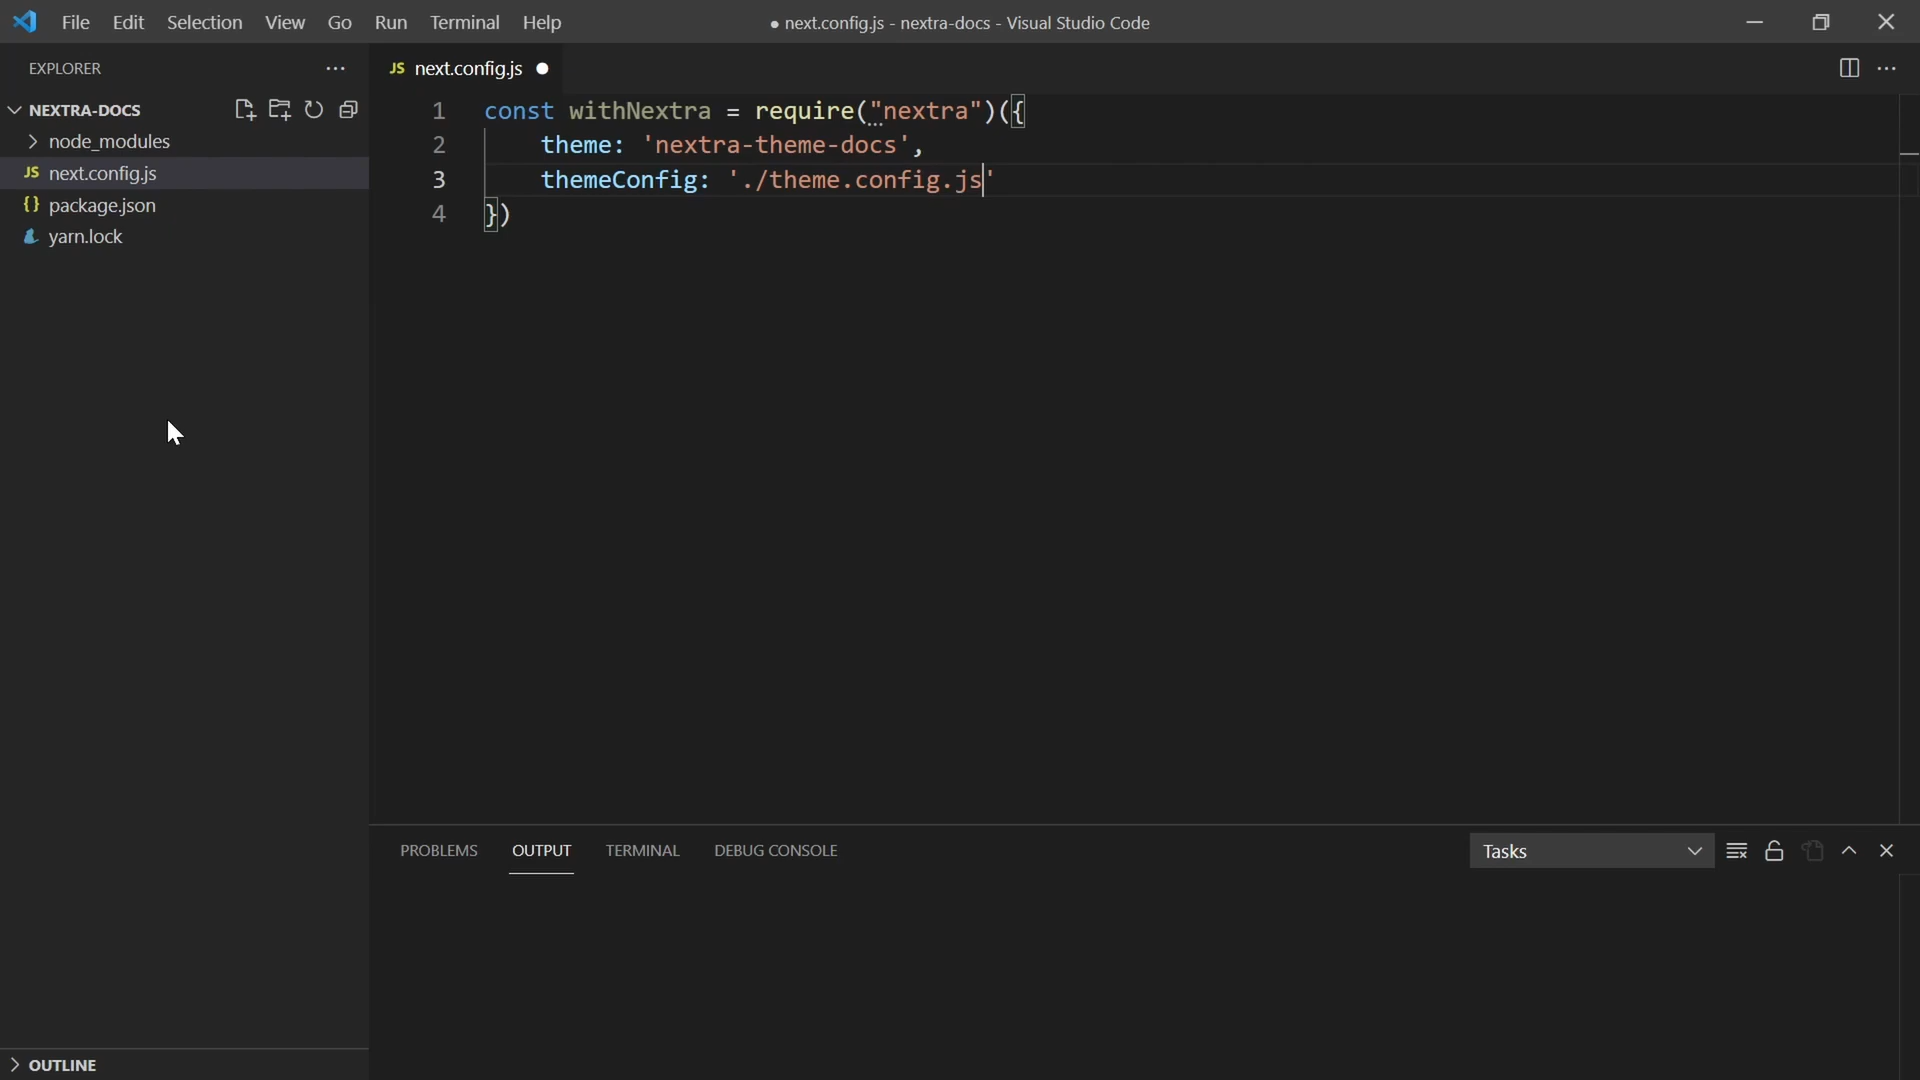 File Edit Selection View Go Run Terminal Help
● next.config.js - nextra-docs - Visual Studio Code
EXPLORER
NEXTRA-DOCS
node_modules
JS next.config.js
{} package.json
yarn.lock
OUTLINE
JS next.config.js
1 const withNextra = require("nextra")({
2 theme: 'nextra-theme-docs',
3 themeConfig: './theme.config.js'
4 })
PROBLEMS OUTPUT TERMINAL DEBUG CONSOLE
Tasks